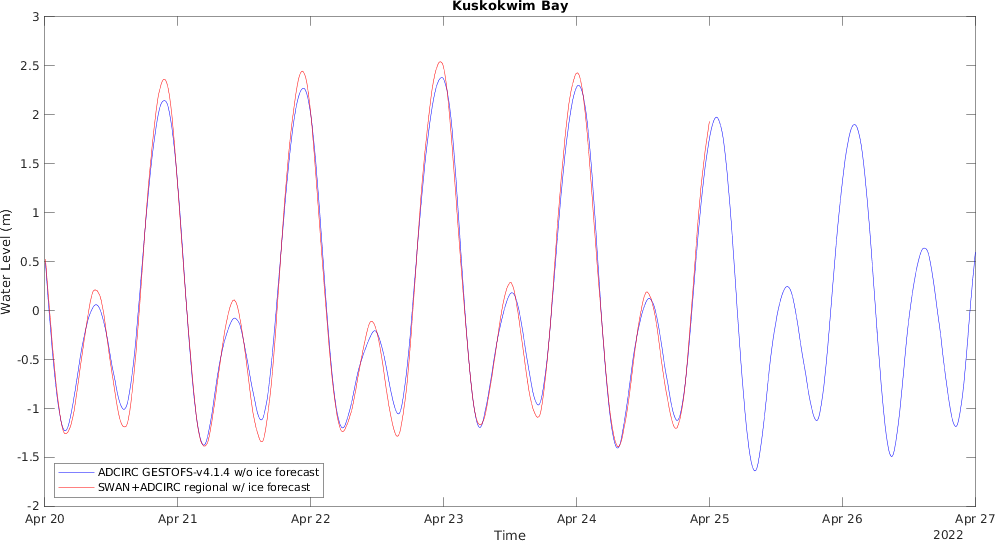 Kuskokwim Bay
3
2.5
2
1.5
1
0.5
0
-0.5
-1
-1.5
-2
Water Level (m)
ADCIRC GESTOFS-v4.1.4 w/o ice forecast
SWAN+ADCIRC regional w/ ice forecast
Apr 20 Apr 21 Apr 22 Apr 23 Apr 24 Apr 25 Apr 26 Apr 27
Time
2022